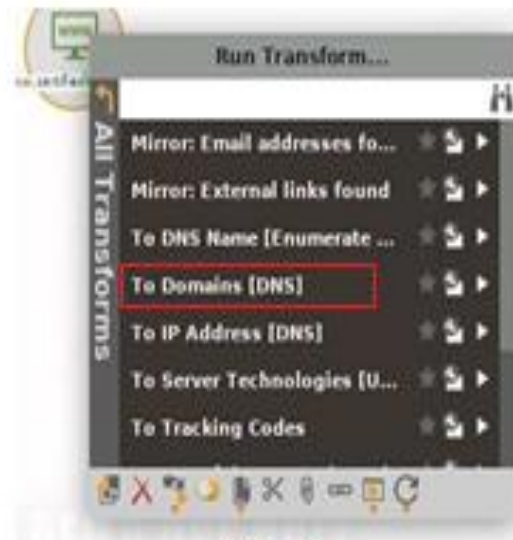 Run Transform...
All Transforms
Mirror: Email addresses fo...
Mirror: External links found
To DNS Name [Enumerate ...
To Domains [DNS]
To IP Address [DNS]
To Server Technologies [U...
To Tracking Codes